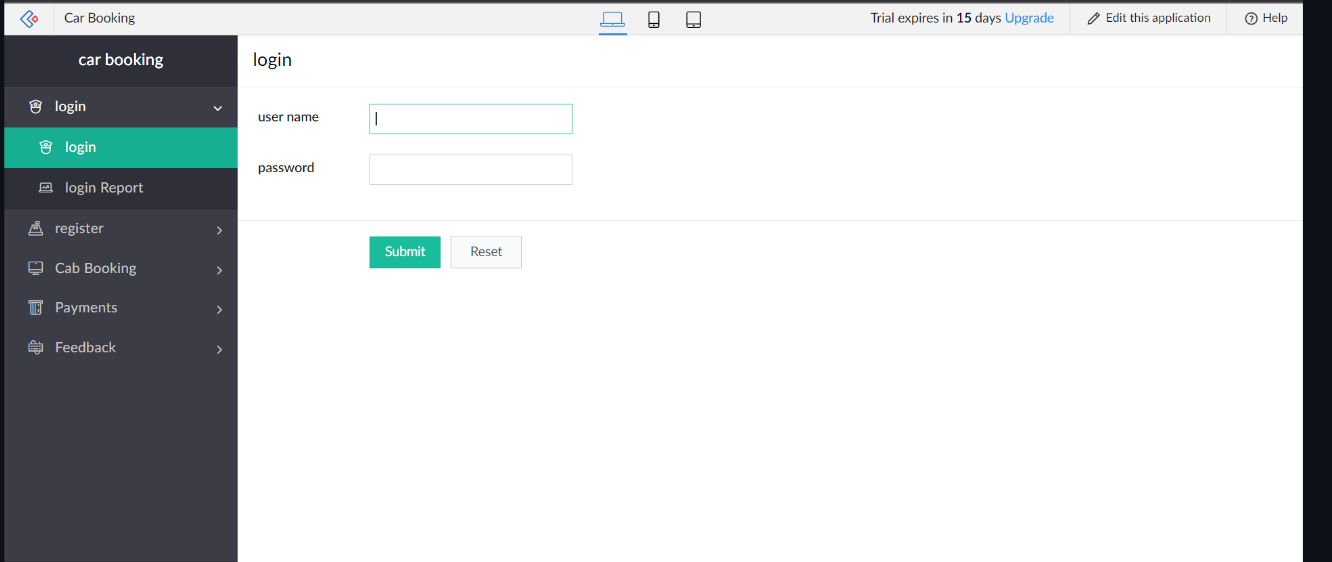 Car Booking
Trial expires in 15 days Upgrade
Edit this application
Help
car booking
login
login
login Report
register
Cab Booking
Payments
Feedback
login
user name
password
Submit
Reset